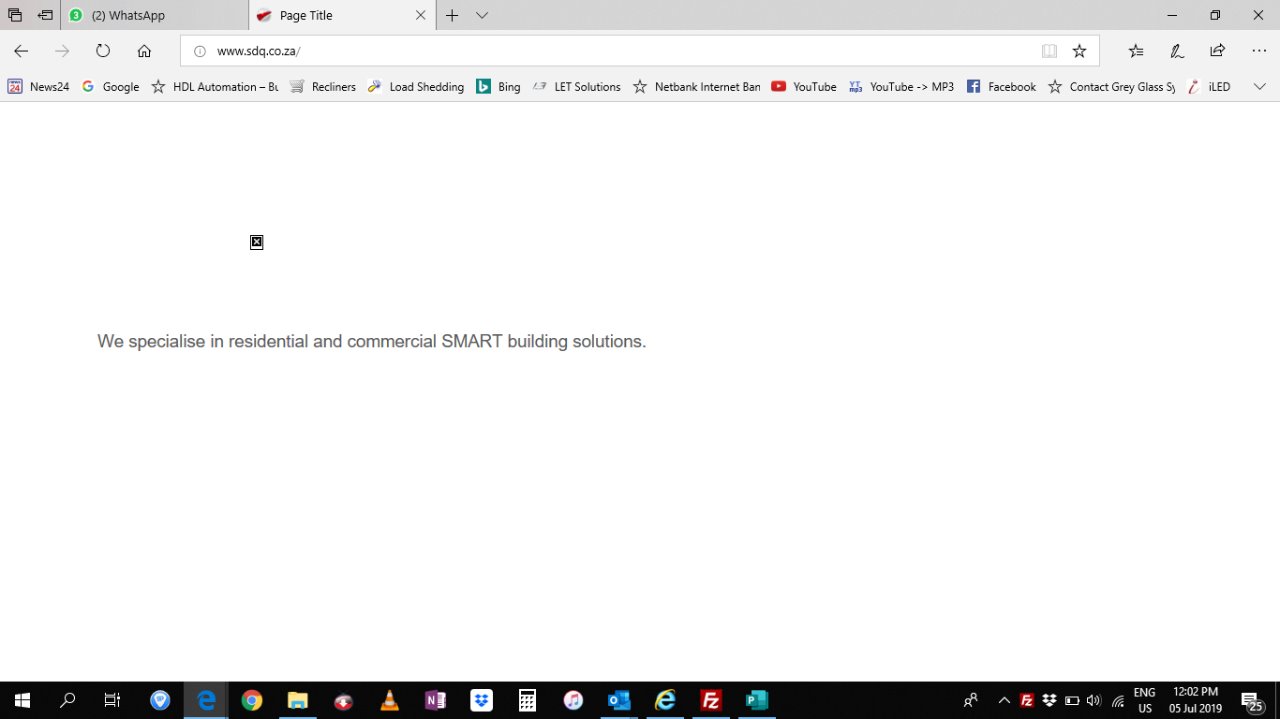 (2) WhatsApp
Page Title
www.sdq.co.za/
News24
Google
HDL Automation – Bu
Recliners
Load Shedding
Bing
LET Solutions
Netbank Internet Ban
YouTube
YouTube -> MP3
Facebook
Contact Grey Glass Sy
iLED
We specialise in residential and commercial SMART building solutions.
ENG
US
12:02 PM
05 Jul 2019
25